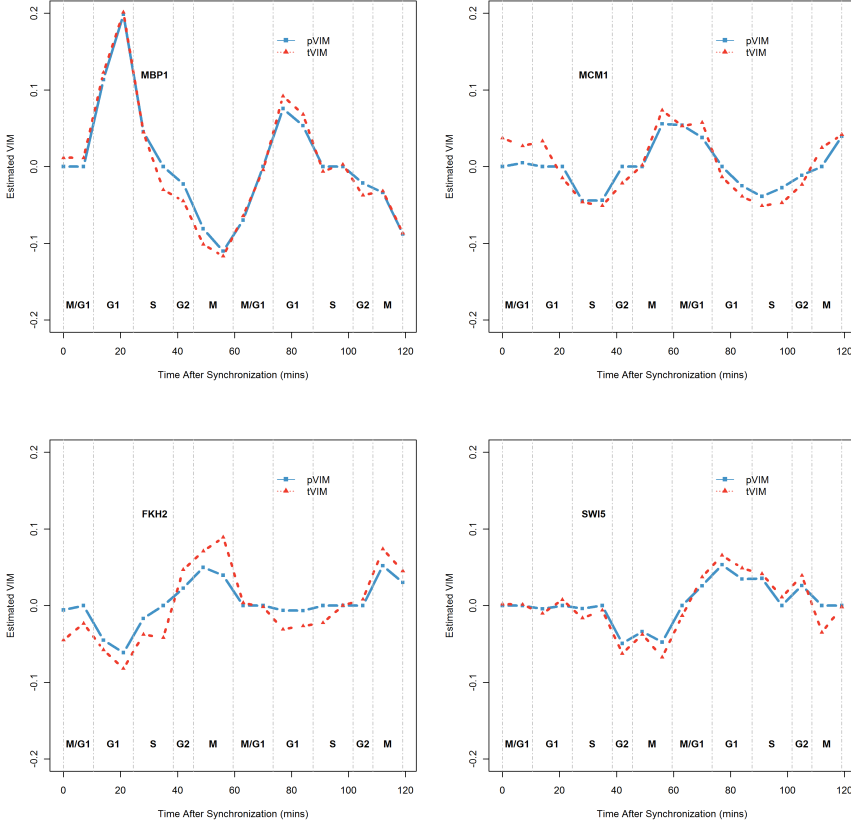 0.2
0.1
0.0
-0.1
-0.2
Estimated VIM
pVIM
tVIM
MBP1
M/G1 G1 S G2 M M/G1 G1 S G2 M
0 20 40 60 80 100 120
Time After Synchronization (mins)
0.2
0.1
0.0
-0.1
-0.2
Estimated VIM
pVIM
tVIM
MCM1
M/G1 G1 S G2 M M/G1 G1 S G2 M
0 20 40 60 80 100 120
Time After Synchronization (mins)
0.2
0.1
0.0
-0.1
-0.2
Estimated VIM
pVIM
tVIM
FKH2
M/G1 G1 S G2 M M/G1 G1 S G2 M
0 20 40 60 80 100 120
Time After Synchronization (mins)
0.2
0.1
0.0
-0.1
-0.2
Estimated VIM
pVIM
tVIM
SWI5
M/G1 G1 S G2 M M/G1 G1 S G2 M
0 20 40 60 80 100 120
Time After Synchronization (mins)